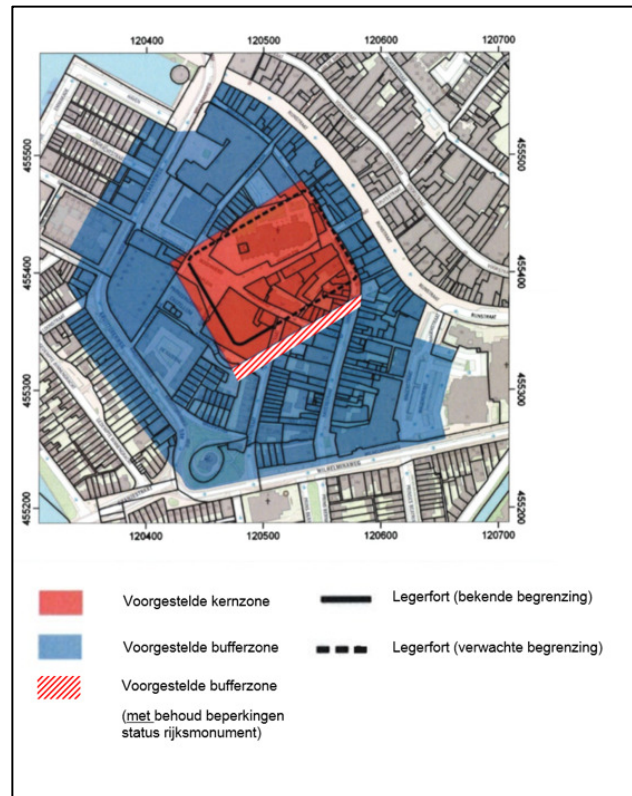 120400 120500 120600 120700
455500 455500
455400 455400
RIJNSTRAAT
455300 455300
455200 455200
120400 120500 120600 120700
Voorgestelde kernzone
Legerfort (bekende begrenzing)
Voorgestelde bufferzone
Legerfort (verwachte begrenzing)
Voorgestelde bufferzone
(met behoud beperkingen
status rijksmonument)